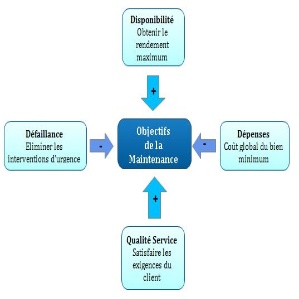 Disponibilité
Obtenir le
rendement
maximum
+
Défaillance
Eliminer les
interventions d'urgence
-
Objectifs
de la
Maintenance
-
Dépenses
Coût global du bien
minimum
+
Qualité Service
Satisfaire les
exigences du
client